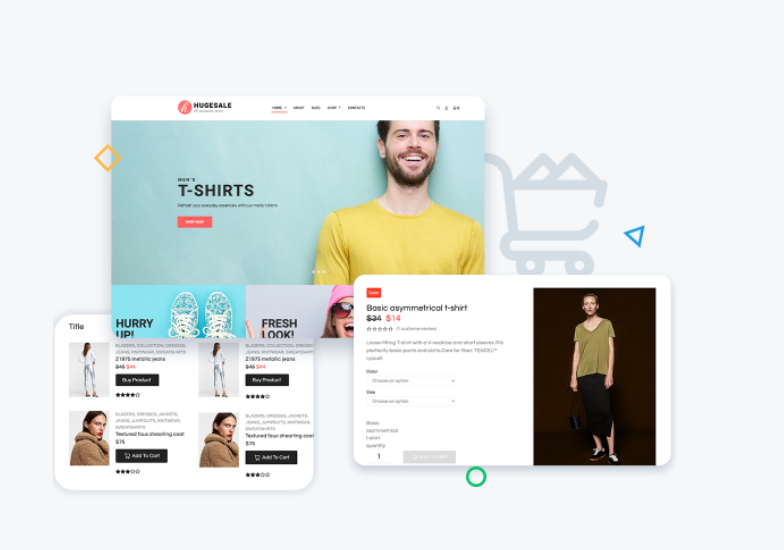 HUGESALE
HOME
ABOUT
BLOG
SHOP
CONTACTS
MEN'S
T-SHIRTS
Refresh your everyday essentials with our men's t-shirts
SHOP NOW
HURRY
UP!
FRESH
LOOK!
Title
BLAZERS, COLLECTION, DRESSES,
JEANS, KNITWEAR, SWEATSHIRTS
Z1975 metallic jeans
$45 $44
Buy Product
BLAZERS, COLLECTION, DRESSES,
JEANS, KNITWEAR, SWEATSHIRTS
Z1975 metallic jeans
$45 $44
Buy Product
BLAZERS, DRESSES, JACKETS,
JEANS, JUMPSUITS, KNITWEAR,
SWEATSHIRTS
Textured faux shearling coat
$75
Add To Cart
BLAZERS, DRESSES, JACKETS,
JEANS, JUMPSUITS, KNITWEAR,
SWEATSHIRTS
Textured faux shearling coat
$75
Add To Cart
Sale!
Basic asymmetrical t-shirt
$34 $14
(1 customer review)
Loose-fitting T-shirt with a V-neckline and short sleeves. Fits
perfectly basic pants and skirts. Care for fiber: TENCEL™
Lyocell.
Color
Choose an option
Size
Choose an option
Basic
asymmetrical
t-shirt
quantity
1
Add To Cart